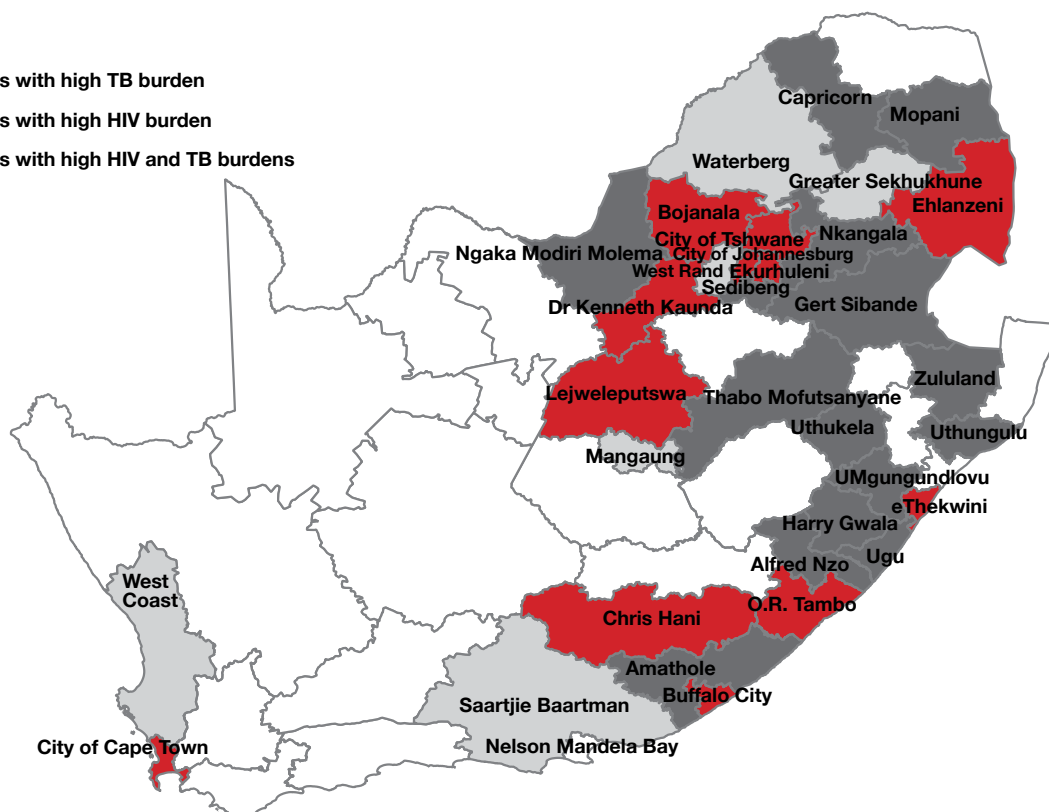 s with high TB burden
s with high HIV burden
s with high HIV and TB burdens
Capricorn
Mopani
Waterberg
Greater Sekhukhune
Ehlanzeni
Bojanala
City of Tshwane
Nkangala
Ngaka Modiri Molema
City of Johannesburg
West Rand
Ekurhuleni
Sedibeng
Dr Kenneth Kaunda
Gert Sibande
Zululand
Lejweleputswa
Thabo Mofutsanyane
Uthukela
Uthungulu
Mangaung
UMgungundlovu
eThekwini
Harry Gwala
Ugu
Alfred Nzo
West
Coast
O.R. Tambo
Chris Hani
Amathole
Buffalo City
Saartjie Baartman
City of Cape Town
Nelson Mandela Bay